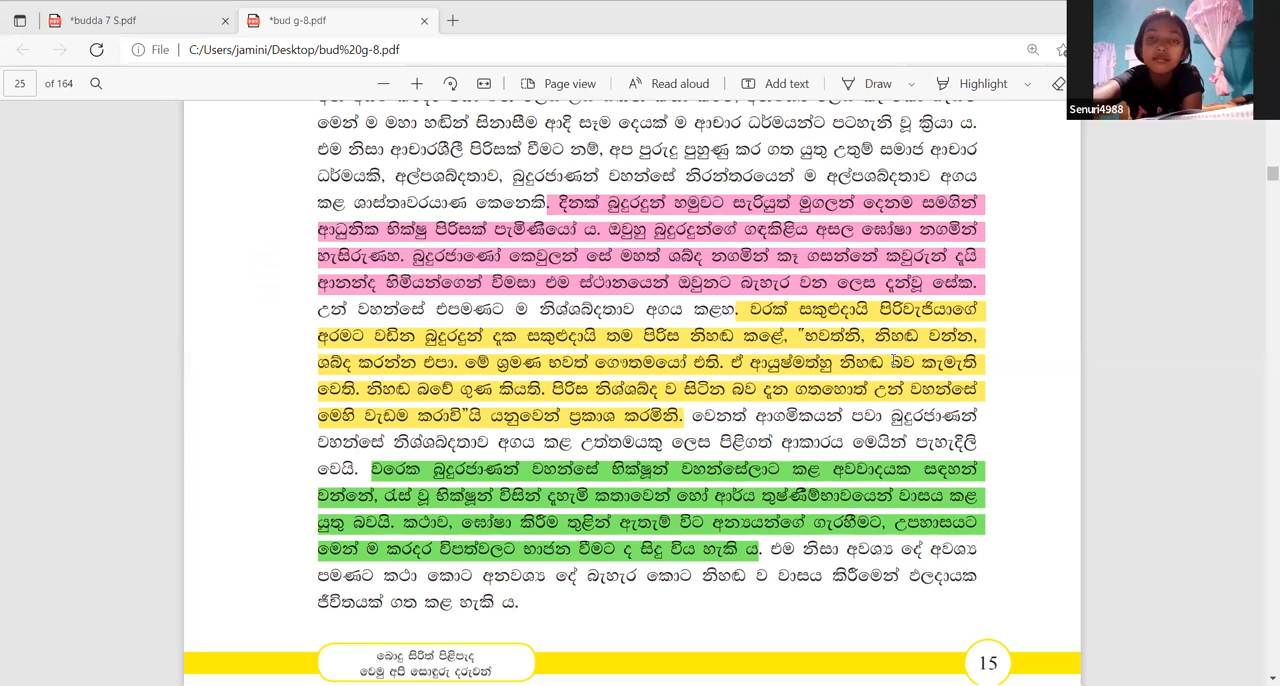 *budda 7 S.pdf
*bud g-8.pdf
File
C:/Users/jamini/Desktop/bud%20g-8.pdf
25 of 164
Page view
Read aloud
Add text
Draw
Highlight
Senuri4988
මෙන් ම මහා හඬින් සිනාසීම ආදි සෑම දෙයක් ම ආචාර ධර්මයන්ට පටහැනි වූ ක්‍රියා ය.
එම නිසා ආචාරශීලී පිරිසක් වීමට නම්, අප පුරුදු පුහුණු කර ගත යුතු උතුම් සමාජ ආචාර
ධර්මයකි, අල්පශබ්දතාව, බුදුරජාණන් වහන්සේ නිරන්තරයෙන් ම අල්පශබ්දතාව අගය
කළ ශාස්තෘවරයාණ කෙනෙකි. දිනක් බුදුරදුන් හමුවට සැරියුත් මුගලන් දෙනම සමගින්
ආධුනික භික්ෂු පිරිසක් පැමිණියෝ ය. ඔවුහු බුදුරදුන්ගේ ගඳකිළිය අසල ඝෝෂා නගමින්
හැසිරුණහ. බුදුරජාණෝ කෙවුලන් සේ මහත් ශබ්ද නගමින් කෑ ගසන්නේ කවුරුන් දැයි
ආනන්ද හිමියන්ගෙන් විමසා එම ස්ථානයෙන් ඔවුනට බැහැර වන ලෙස දැන්වූ සේක.
උන් වහන්සේ එපමණට ම නිශ්ශබ්දතාව අගය කළහ. වරක් සකුළුදායි පිරිවැජියාගේ
අරමට වඩින බුදුරදුන් දැක සකුළුදායි තම පිරිස නිහඬ කළේ, "භවත්නි, නිහඬ වන්න,
ශබ්ද කරන්න එපා. මේ ශ්‍රමණ භවත් ගෞතමයෝ එති. ඒ ආයුෂ්මත්හු නිහඬ බව කැමැති
වෙති. නිහඬ බවේ ගුණ කියති. පිරිස නිශ්ශබ්ද ව සිටින බව දැන ගතහොත් උන් වහන්සේ
මෙහි වැඩම කරාවි"යි යනුවෙන් ප්‍රකාශ කරමිනි. වෙනත් ආගමිකයන් පවා බුදුරජාණන්
වහන්සේ නිශ්ශබ්දතාව අගය කළ උත්තමයකු ලෙස පිළිගත් ආකාරය මෙයින් පැහැදිලි
වෙයි. වරෙක බුදුරජාණන් වහන්සේ භික්ෂූන් වහන්සේලාට කළ අවවාදයක සඳහන්
වන්නේ, රැස් වූ භික්ෂූන් විසින් දැහැමි කතාවෙන් හෝ ආර්ය තුෂ්ණීම්භාවයෙන් වාසය කළ
යුතු බවයි. කථාව, ඝෝෂා කිරීම තුළින් ඇතැම් විට අන්‍යයන්ගේ ගැරහීමට, උපහාසයට
මෙන් ම කරදර විපත්වලට භාජන වීමට ද සිදු විය හැකි ය. එම නිසා අවශ්‍ය දේ අවශ්‍ය
පමණට කථා කොට අනවශ්‍ය දේ බැහැර කොට නිහඬ ව වාසය කිරීමෙන් ඵලදායක
ජීවිතයක් ගත කළ හැකි ය.
බොදු සිරිත් පිළිපැද
වෙමු අපි සොඳුරු දරුවන්
15